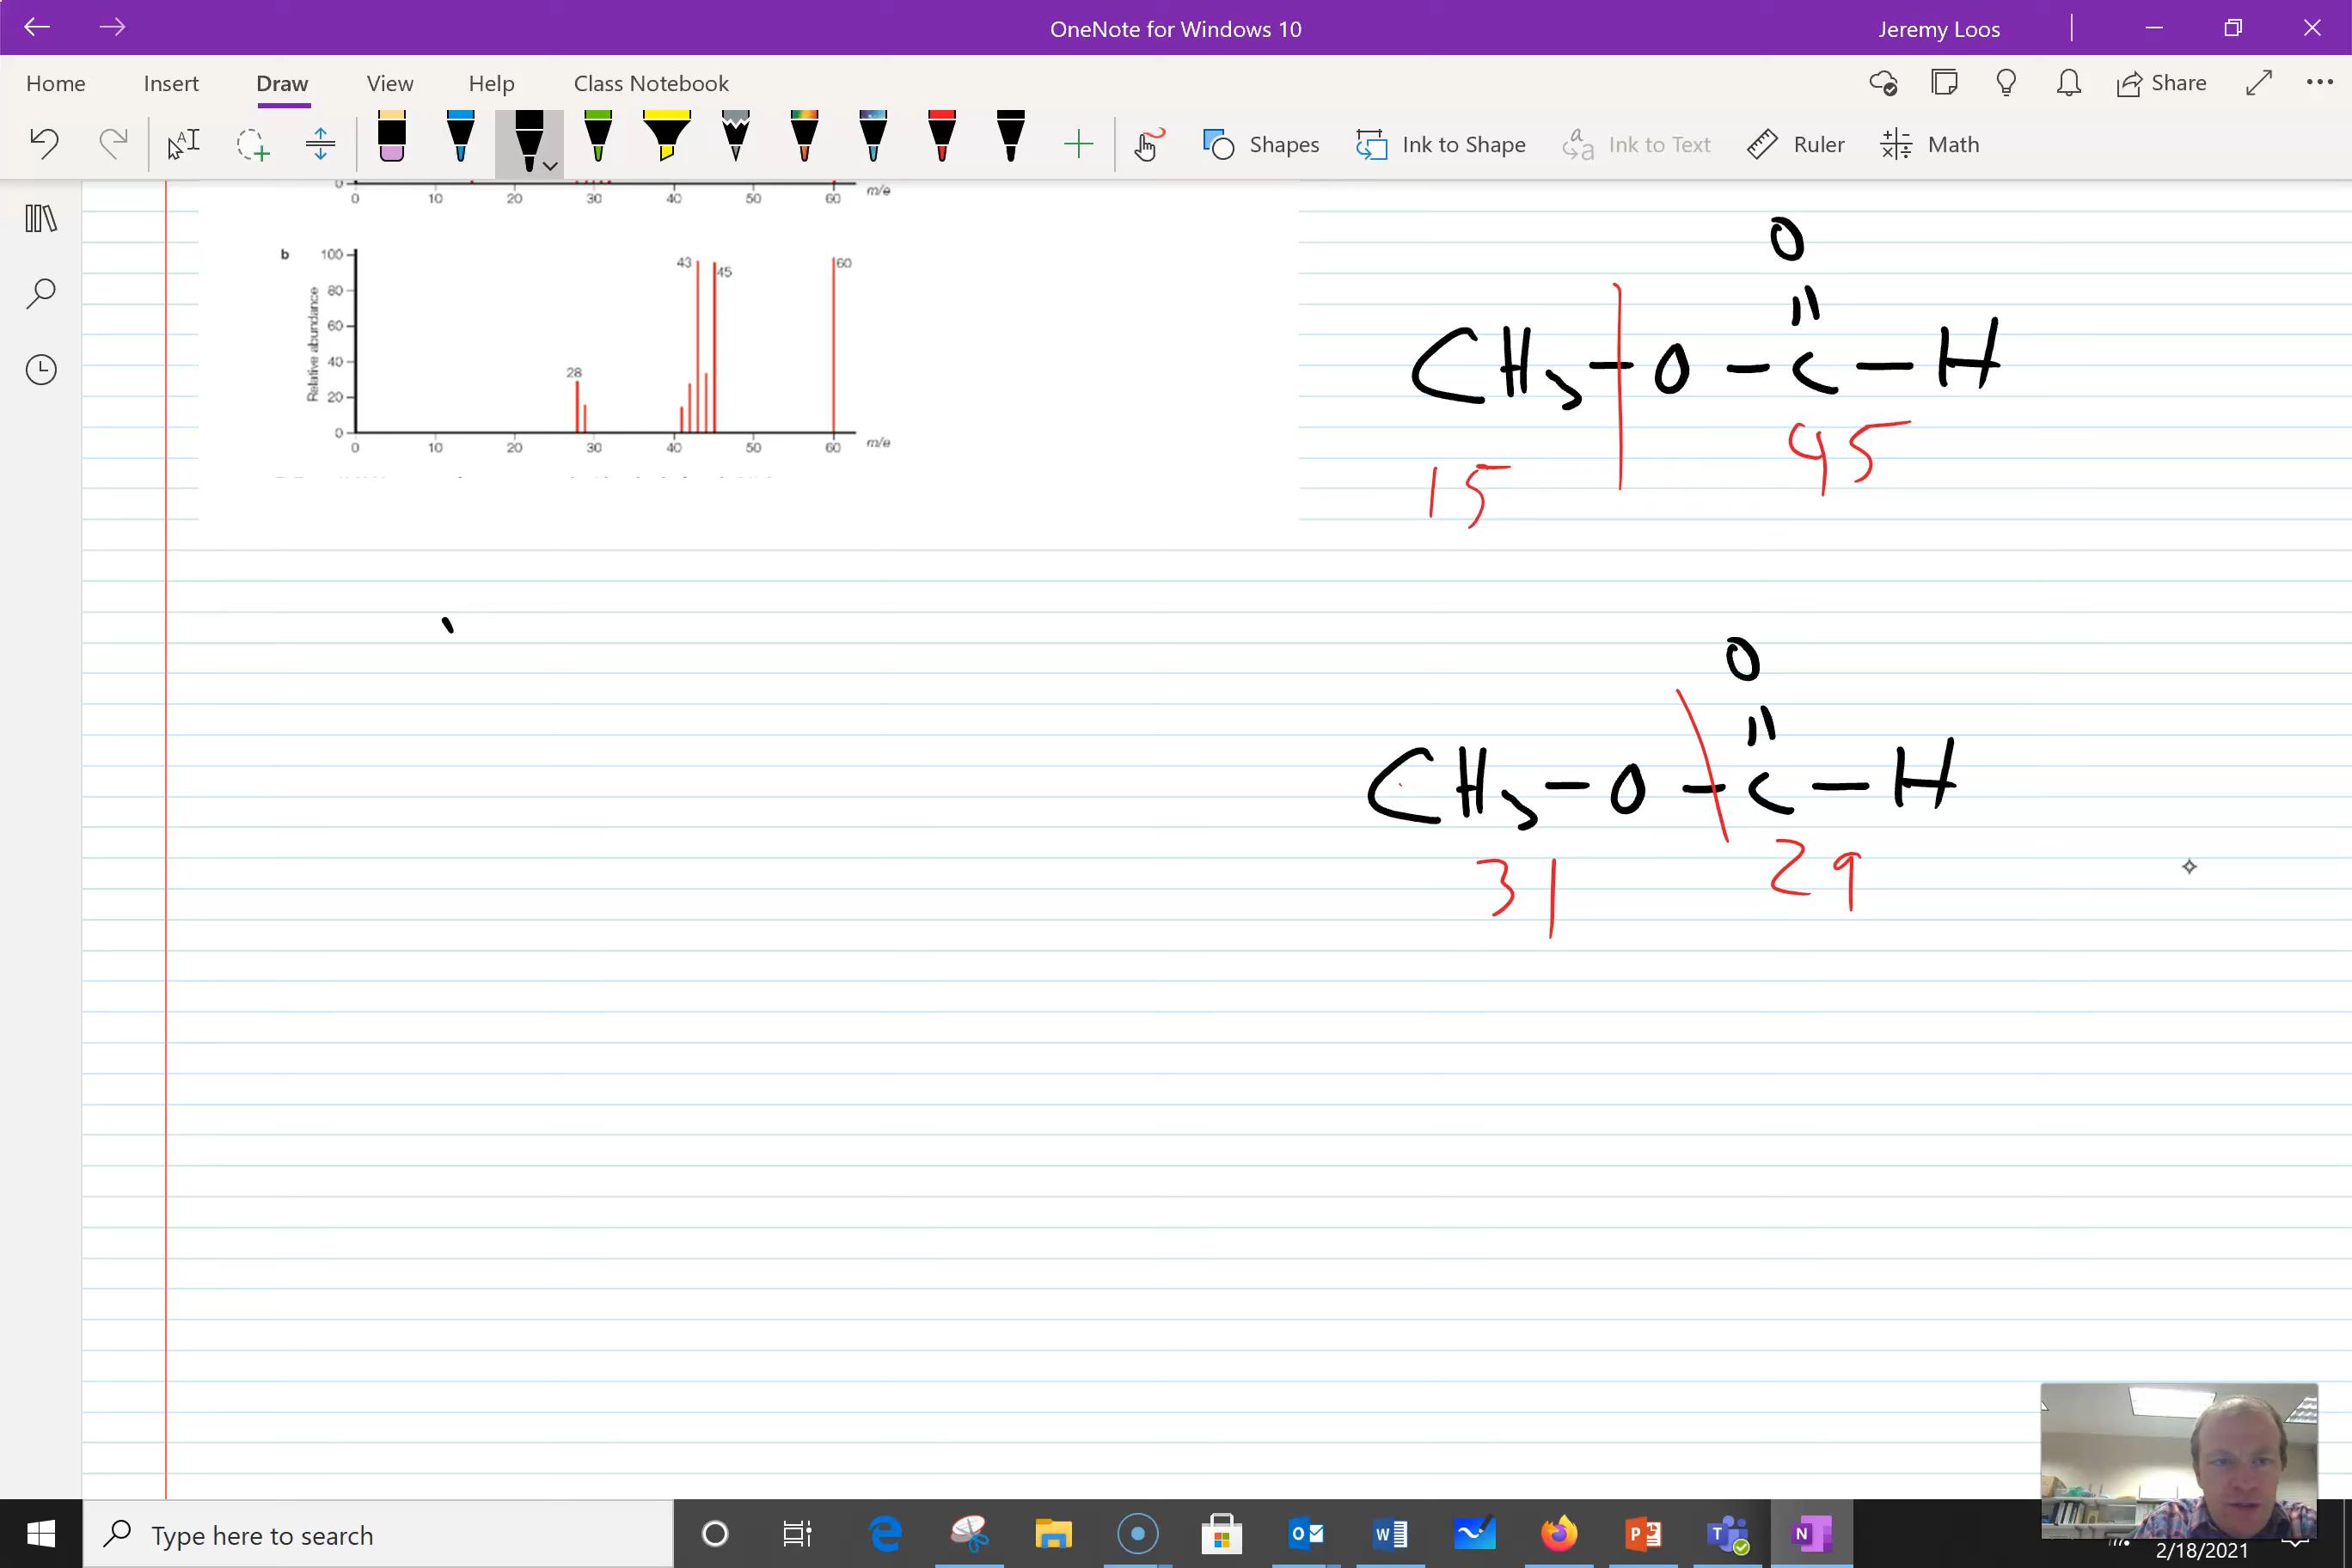 OneNote for Windows 10
Jeremy Loos
Home Insert Draw View Help Class Notebook Share
Shapes Ink to Shape Ink to Text Ruler Math
0
0 10 20 30 40 50 60 m/e
b
Relative abundance
100
80
60
40
20
0
28
43
45
60
0 10 20 30 40 50 60 m/e
O
CH3 - O - C - H
15 45
O
CH3 - O - C - H
31 29
Type here to search
2/18/2021